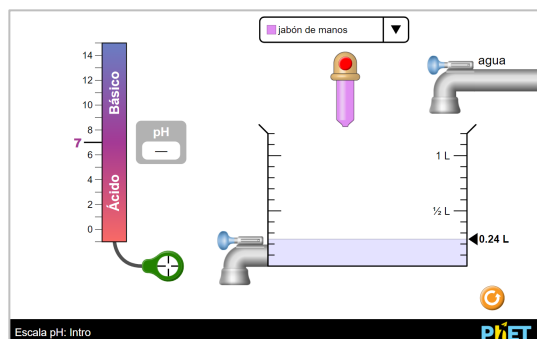 jabón de manos
agua
14
12
10
8
7
6
4
2
0
Básico
Ácido
pH
—
1 L
½ L
0.24 L
Escala pH: Intro
PhET